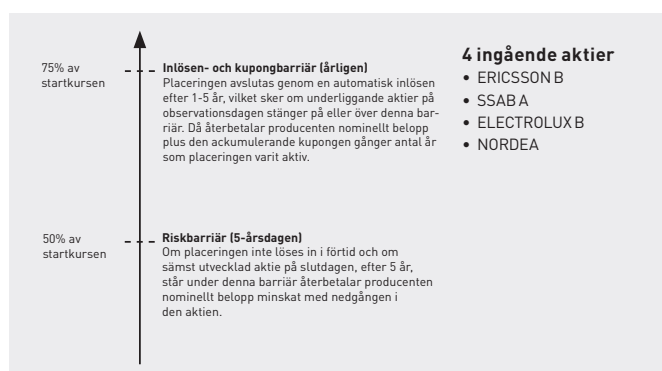 75% av
startkursen
Inlösen- och kupongbarriär (årligen)
Placeringen avslutas genom en automatisk inlösen
efter 1-5 år, vilket sker om underliggande aktier på
observationsdagen stänger på eller över denna bar-
riär. Då återbetalar producenten nominellt belopp
plus den ackumulerande kupongen gånger antal år
som placeringen varit aktiv.
50% av
startkursen
Riskbarriär (5-årsdagen)
Om placeringen inte löses in i förtid och om
sämst utvecklad aktie på slutdagen, efter 5 år,
står under denna barriär återbetalar producenten
nominellt belopp minskat med nedgången i
den aktien.
4 ingående aktier
• ERICSSON B
• SSAB A
• ELECTROLUX B
• NORDEA